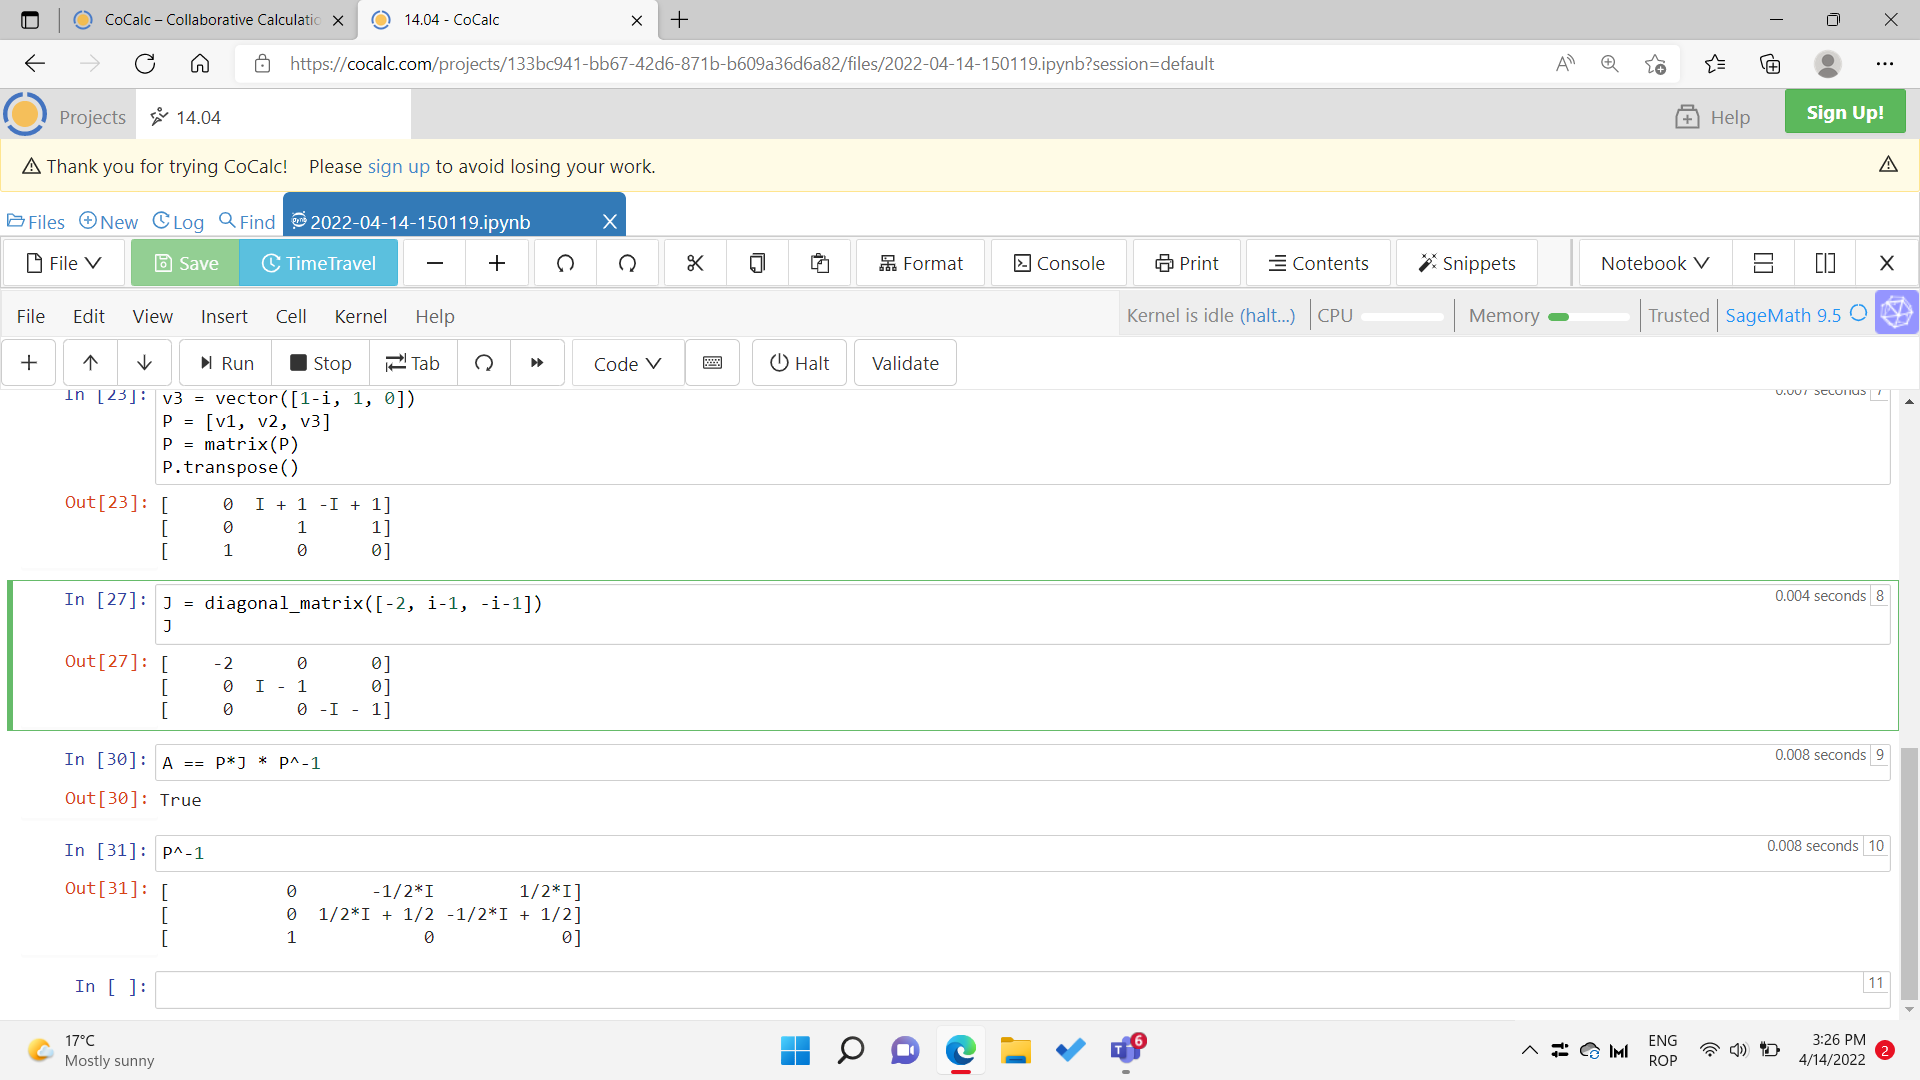 CoCalc – Collaborative Calculatio
14.04 - CoCalc
https://cocalc.com/projects/133bc941-bb67-42d6-871b-b609a36d6a82/files/2022-04-14-150119.ipynb?session=default
Projects
14.04
Help
Sign Up!
Thank you for trying CoCalc! Please sign up to avoid losing your work.
Files New Log Find 2022-04-14-150119.ipynb
File Save TimeTravel Format Console Print Contents Snippets Notebook
File Edit View Insert Cell Kernel Help Kernel is idle (halt...) CPU Memory Trusted SageMath 9.5
Run Stop Tab Code Halt Validate
In [23]: v3 = vector([1-i, 1, 0]) 0.007 seconds 7
P = [v1, v2, v3]
P = matrix(P)
P.transpose()
Out[23]: [ 0 I + 1 -I + 1]
[ 0 1 1]
[ 1 0 0]
In [27]: J = diagonal_matrix([-2, i-1, -i-1]) 0.004 seconds 8
J
Out[27]: [ -2 0 0]
[ 0 I - 1 0]
[ 0 0 -I - 1]
In [30]: A == P*J * P^-1 0.008 seconds 9
Out[30]: True
In [31]: P^-1 0.008 seconds 10
Out[31]: [ 0 -1/2*I 1/2*I]
[ 0 1/2*I + 1/2 -1/2*I + 1/2]
[ 1 0 0]
In [ ]: 11
17°C
Mostly sunny
6
ENG
ROP
3:26 PM
4/14/2022
2